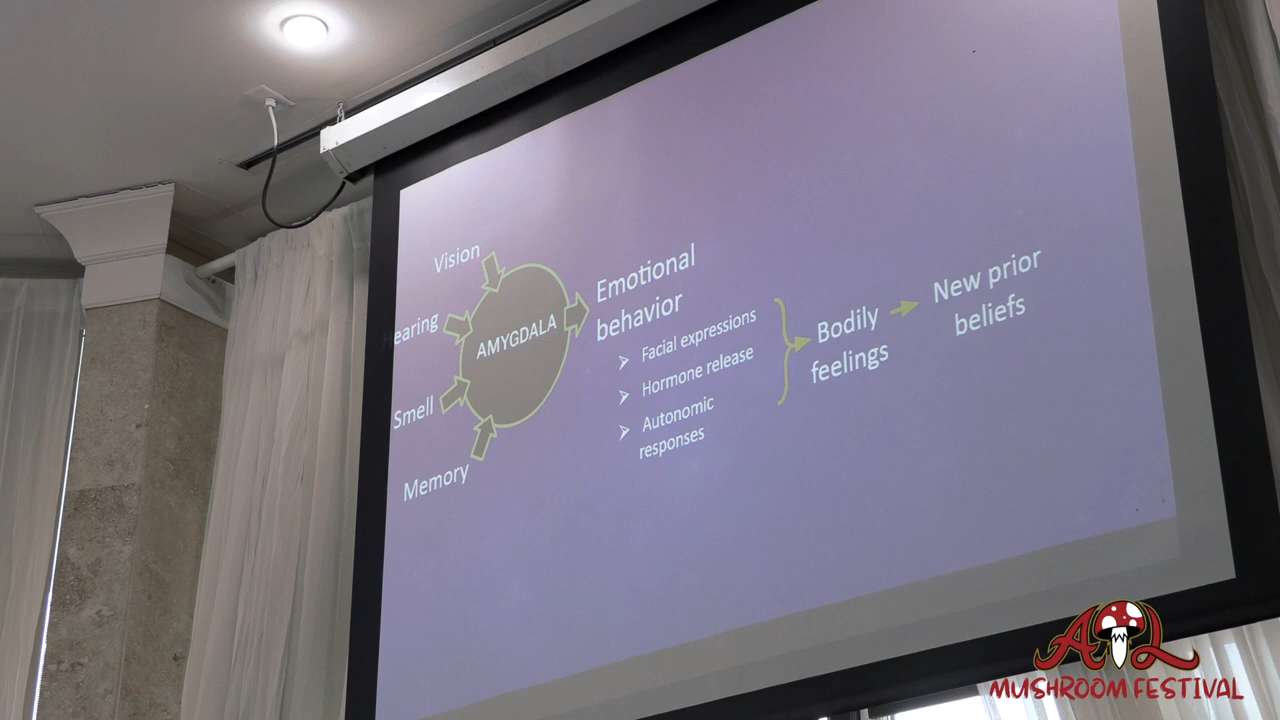 Vision
Hearing
Smell
Memory
AMYGDALA
Emotional
behavior
Facial expressions
Hormone release
Autonomic
responses
Bodily
feelings
New prior
beliefs
ATL
MUSHROOM FESTIVAL